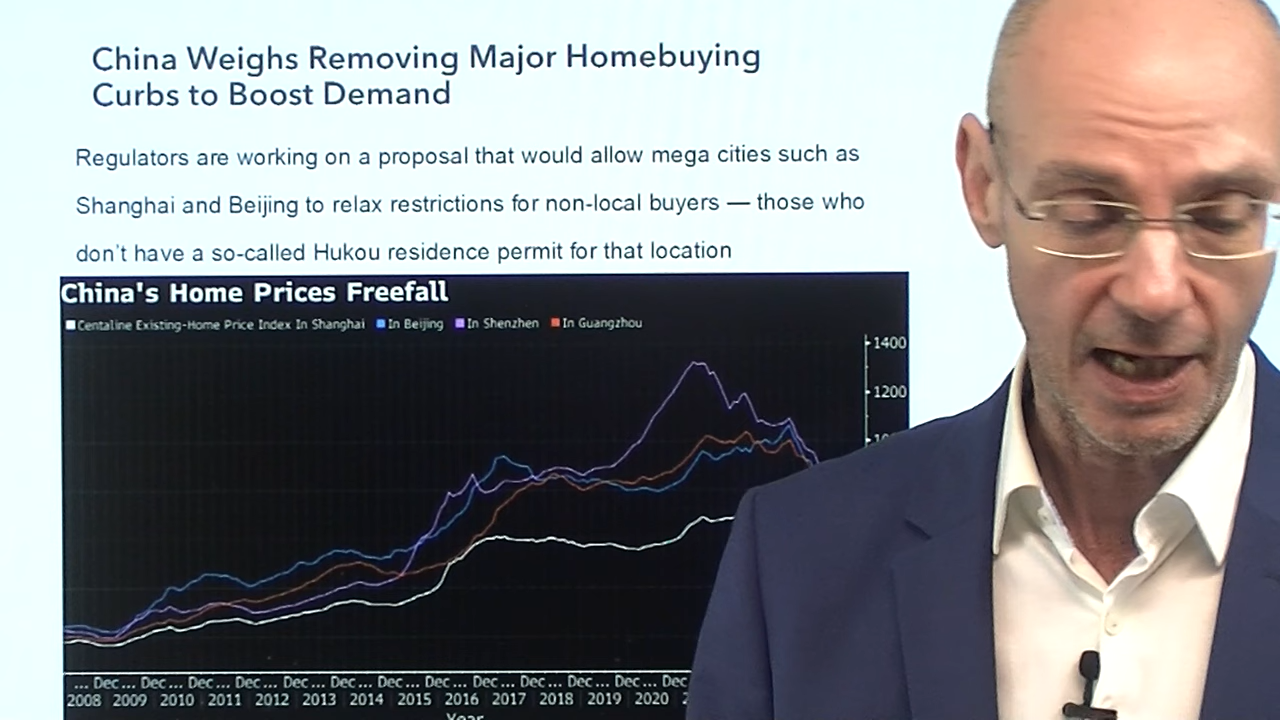 China Weighs Removing Major Homebuying
Curbs to Boost Demand
Regulators are working on a proposal that would allow mega cities such as
Shanghai and Beijing to relax restrictions for non-local buyers — those who
don't have a so-called Hukou residence permit for that location
China's Home Prices Freefall
Centaline Existing-Home Price Index In Shanghai In Beijing In Shenzhen In Guangzhou
1400
1200
... Dec ... Dec ... Dec ... Dec ... Dec ... Dec ... Dec ... Dec ... Dec ... Dec ... Dec ... Dec ... Dec
2008 2009 2010 2011 2012 2013 2014 2015 2016 2017 2018 2019 2020
Year